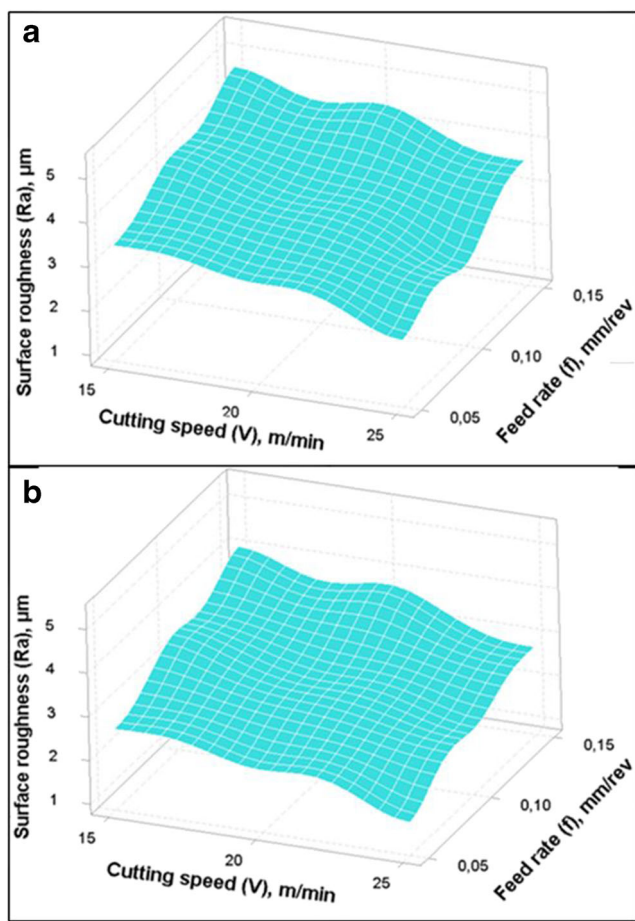 a
Surface roughness (Ra), µm
5
4
3
2
1
15
20
25
Cutting speed (V), m/min
0,05
0,10
0,15
Feed rate (f), mm/rev
b
Surface roughness (Ra), µm
5
4
3
2
1
15
20
25
Cutting speed (V), m/min
0,05
0,10
0,15
Feed rate (f), mm/rev